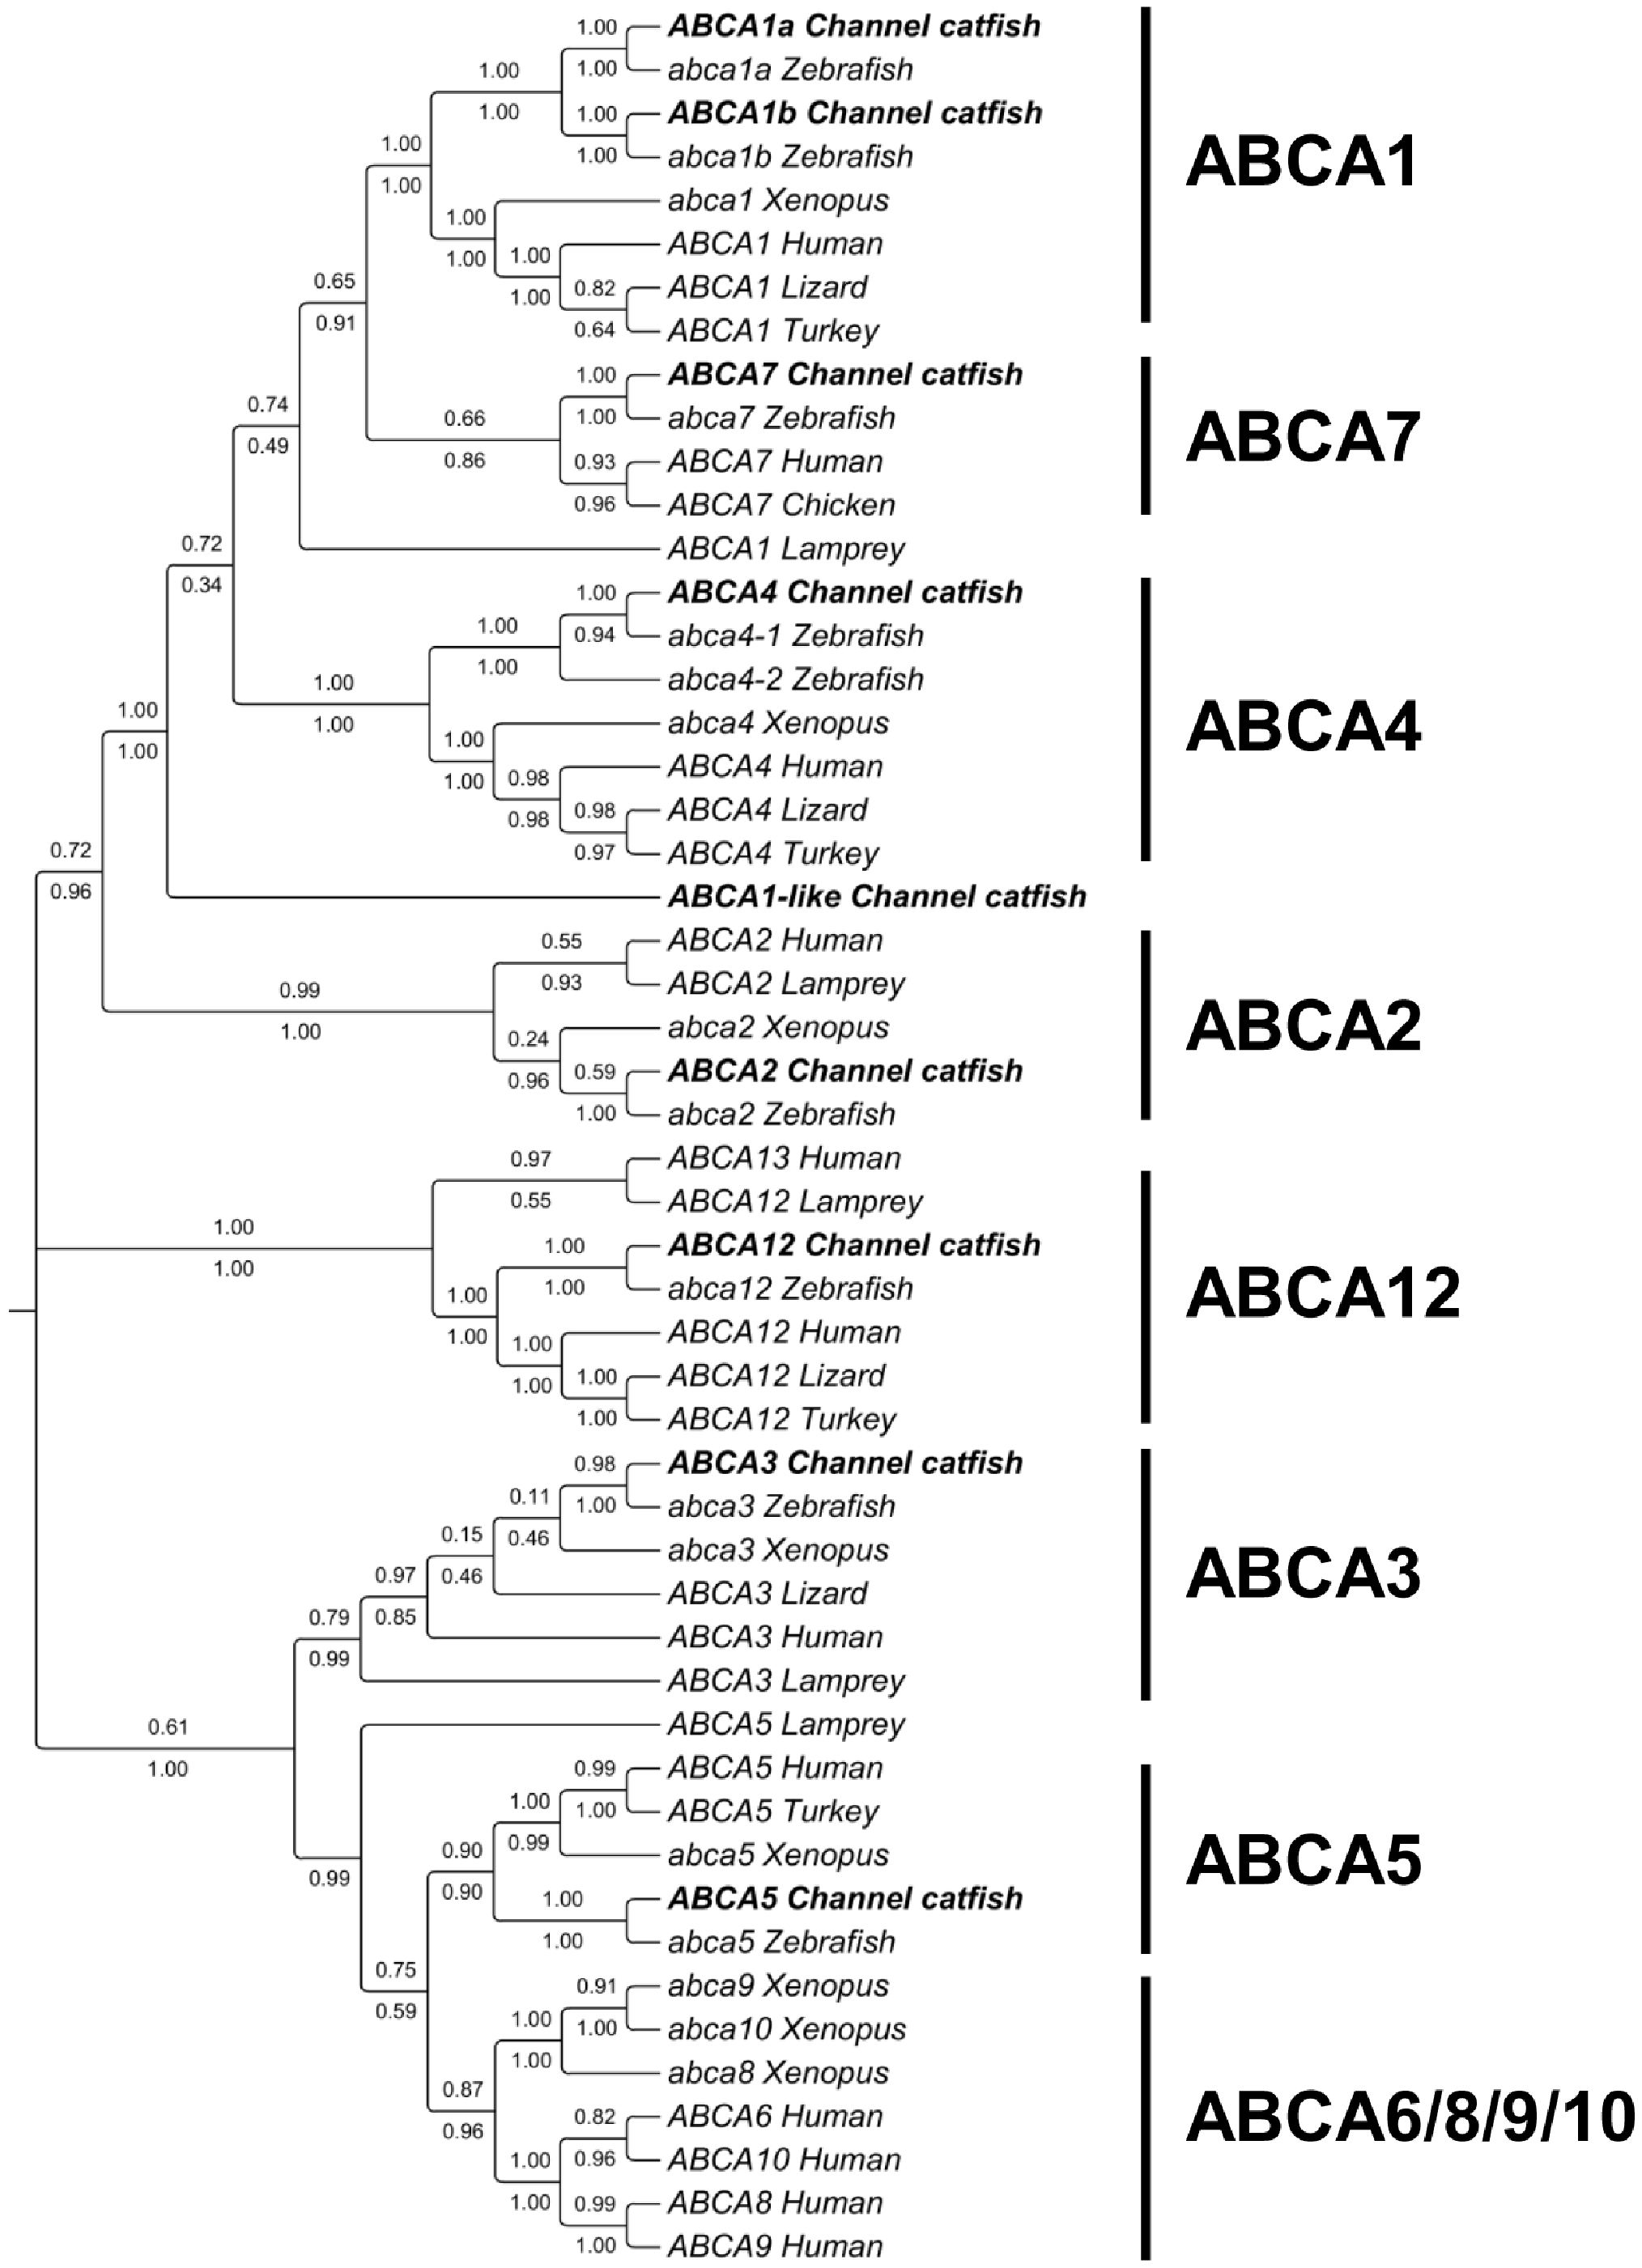 1.00
ABCA1a Channel catfish
1.00
abca1a Zebrafish
1.00
1.00
1.00
ABCA1b Channel catfish
1.00
abca1b Zebrafish
1.00
1.00
abca1 Xenopus
1.00
1.00
ABCA1 Human
1.00
1.00
0.82
ABCA1 Lizard
0.64
ABCA1 Turkey
ABCA1
0.65
0.91
1.00
ABCA7 Channel catfish
1.00
abca7 Zebrafish
0.66
0.86
0.93
ABCA7 Human
0.96
ABCA7 Chicken
ABCA7
0.74
0.49
ABCA1 Lamprey
0.72
0.34
1.00
ABCA4 Channel catfish
0.94
abca4-1 Zebrafish
1.00
1.00
abca4-2 Zebrafish
1.00
1.00
abca4 Xenopus
1.00
1.00
ABCA4 Human
0.98
0.98
0.98
ABCA4 Lizard
0.97
ABCA4 Turkey
ABCA4
1.00
1.00
ABCA1-like Channel catfish
0.72
0.96
0.55
ABCA2 Human
0.93
ABCA2 Lamprey
0.99
1.00
abca2 Xenopus
0.24
0.96
0.59
ABCA2 Channel catfish
1.00
abca2 Zebrafish
ABCA2
0.97
ABCA13 Human
0.55
ABCA12 Lamprey
1.00
1.00
1.00
ABCA12 Channel catfish
1.00
abca12 Zebrafish
1.00
1.00
ABCA12 Human
1.00
1.00
1.00
ABCA12 Lizard
1.00
ABCA12 Turkey
ABCA12
0.98
ABCA3 Channel catfish
1.00
abca3 Zebrafish
0.11
0.46
abca3 Xenopus
0.15
0.46
ABCA3 Lizard
0.97
0.85
ABCA3 Human
0.79
0.99
ABCA3 Lamprey
ABCA3
0.61
1.00
ABCA5 Lamprey
0.99
0.99
ABCA5 Human
1.00
ABCA5 Turkey
1.00
0.99
abca5 Xenopus
0.90
0.90
1.00
ABCA5 Channel catfish
1.00
abca5 Zebrafish
ABCA5
0.75
0.59
0.91
abca9 Xenopus
1.00
abca10 Xenopus
1.00
1.00
abca8 Xenopus
0.87
0.96
0.82
ABCA6 Human
0.96
ABCA10 Human
1.00
1.00
0.99
ABCA8 Human
1.00
ABCA9 Human
ABCA6/8/9/10